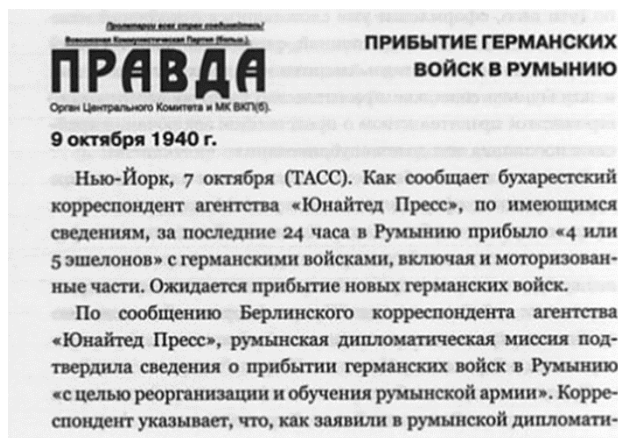 Пролетарии всех стран, соединяйтесь!
Всесоюзная Коммунистическая Партия (больш.).
ПРАВДА
Орган Центрального Комитета и МК ВКП(б).
9 октября 1940 г.
ПРИБЫТИЕ ГЕРМАНСКИХ
ВОЙСК В РУМЫНИЮ
Нью-Йорк, 7 октября (ТАСС). Как сообщает бухарестский
корреспондент агентства «Юнайтед Пресс», по имеющимся
сведениям, за последние 24 часа в Румынию прибыло «4 или
5 эшелонов» с германскими войсками, включая и моторизован-
ные части. Ожидается прибытие новых германских войск.
По сообщению Берлинского корреспондента агентства
«Юнайтед Пресс», румынская дипломатическая миссия под-
твердила сведения о прибытии германских войск в Румынию
«с целью реорганизации и обучения румынской армии». Корре-
спондент указывает, что, как заявили в румынской дипломати-